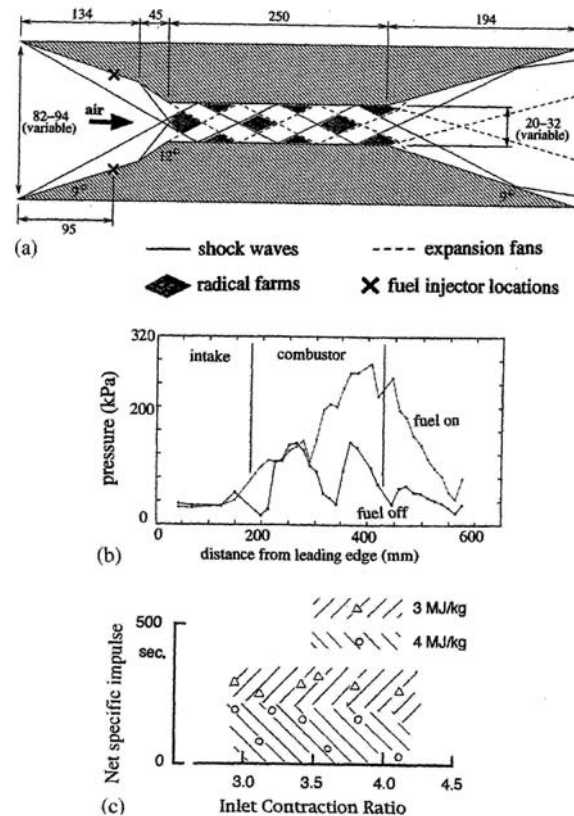 134 45 250 194
82–94
(variable)
air
20–32
(variable)
12°
7°
9°
95
(a)
shock waves
expansion fans
radical farms
fuel injector locations
320
intake
combustor
200
pressure (kPa)
fuel on
fuel off
0
0 200 400 600
(b)
distance from leading edge (mm)
500
sec.
3 MJ/kg
4 MJ/kg
Net specific impulse
0
3.0 3.5 4.0 4.5
(c)
Inlet Contraction Ratio